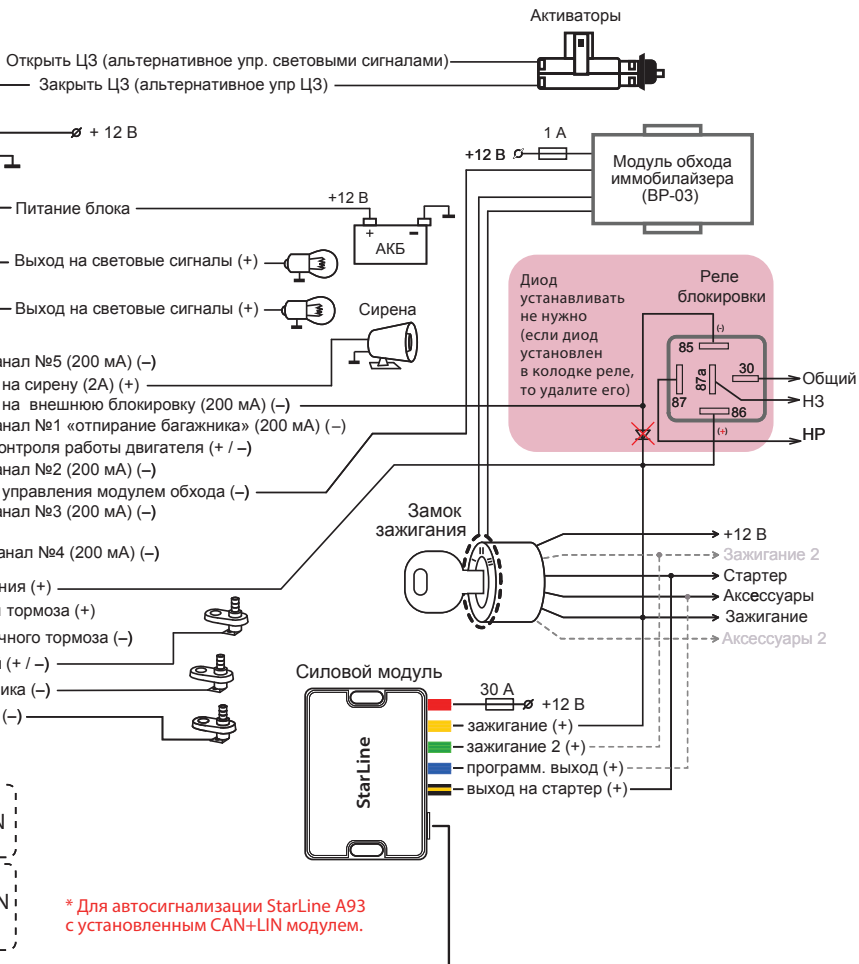 Активаторы
Открыть ЦЗ (альтернативное упр. световыми сигналами)
Закрыть ЦЗ (альтернативное упр ЦЗ)
+ 12 В
1 А
+12 В
Модуль обхода
иммобилайзера
(BP-03)
Питание блока
+12 В
+ –
АКБ
Выход на световые сигналы (+)
Выход на световые сигналы (+)
Сирена
Диод
устанавливать
не нужно
(если диод
установлен
в колодке реле,
то удалите его)
Реле
блокировки
(-)
85
87
87а
30
86
(+)
Общий
НЗ
НР
анал №5 (200 мА) (–)
на сирену (2А) (+)
на внешнюю блокировку (200 мА) (–)
анал №1 «отпирание багажника» (200 мА) (–)
онтроля работы двигателя (+ / –)
анал №2 (200 мА) (–)
управления модулем обхода (–)
анал №3 (200 мА) (–)
анал №4 (200 мА) (–)
ния (+)
тормоза (+)
чного тормоза (–)
(+ / –)
ика (–)
(–)
Замок
зажигания
II
III
+12 В
Зажигание 2
Стартер
Аксессуары
Зажигание
Аксессуары 2
Силовой модуль
StarLine
30 А
+12 В
зажигание (+)
зажигание 2 (+)
программ. выход (+)
выход на стартер (+)
N
N
* Для автосигнализации StarLine A93
с установленным CAN+LIN модулем.